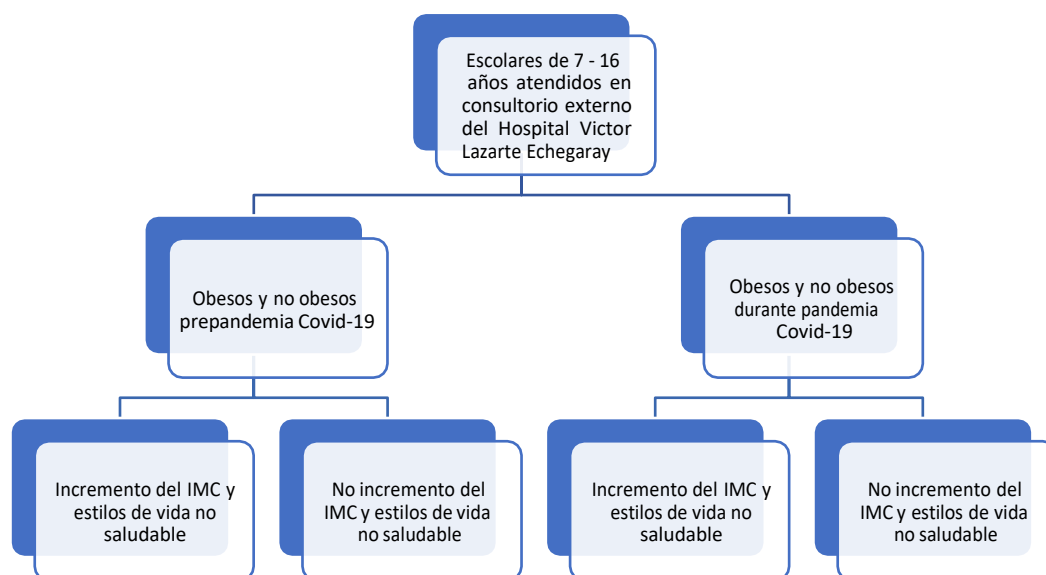 Escolares de 7 - 16
años atendidos en
consultorio externo
del Hospital Victor
Lazarte Echegaray
Obesos y no obesos
prepandemia Covid-19
Obesos y no obesos
durante pandemia
Covid-19
Incremento del IMC y
estilos de vida no
saludable
No incremento del
IMC y estilos de vida
no saludable
Incremento del IMC y
estilos de vida no
saludable
No incremento del
IMC y estilos de vida
no saludable